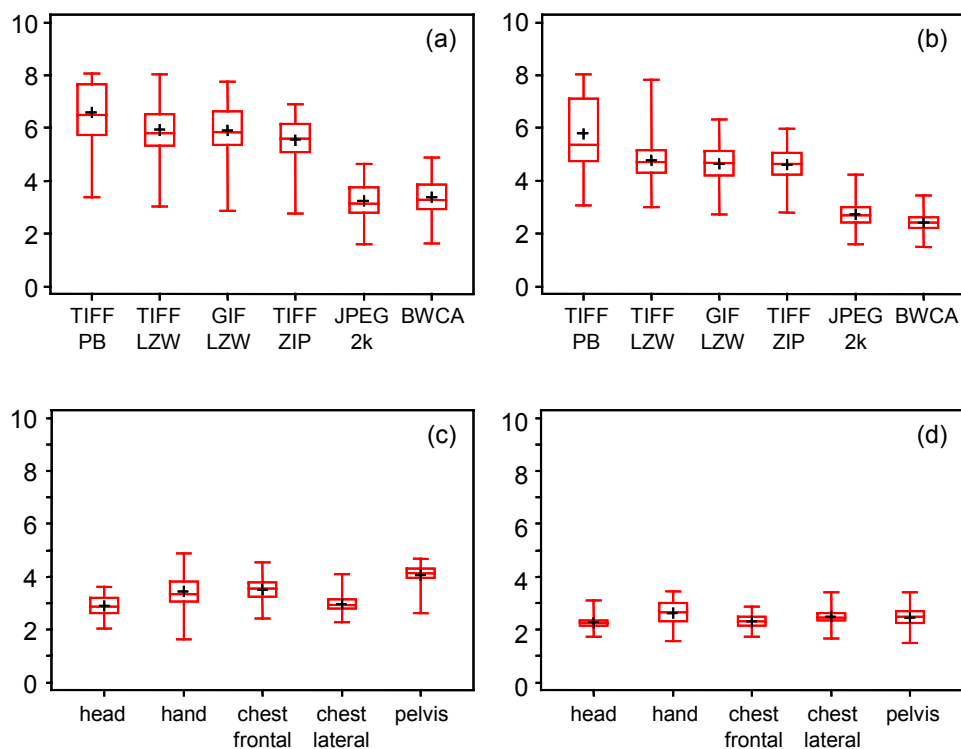 (a)
10
8
6
4
2
0
TIFF PB
TIFF LZW
GIF LZW
TIFF ZIP
JPEG 2k
BWCA
(b)
10
8
6
4
2
0
TIFF PB
TIFF LZW
GIF LZW
TIFF ZIP
JPEG 2k
BWCA
(c)
10
8
6
4
2
0
head
hand
chest frontal
chest lateral
pelvis
(d)
10
8
6
4
2
0
head
hand
chest frontal
chest lateral
pelvis